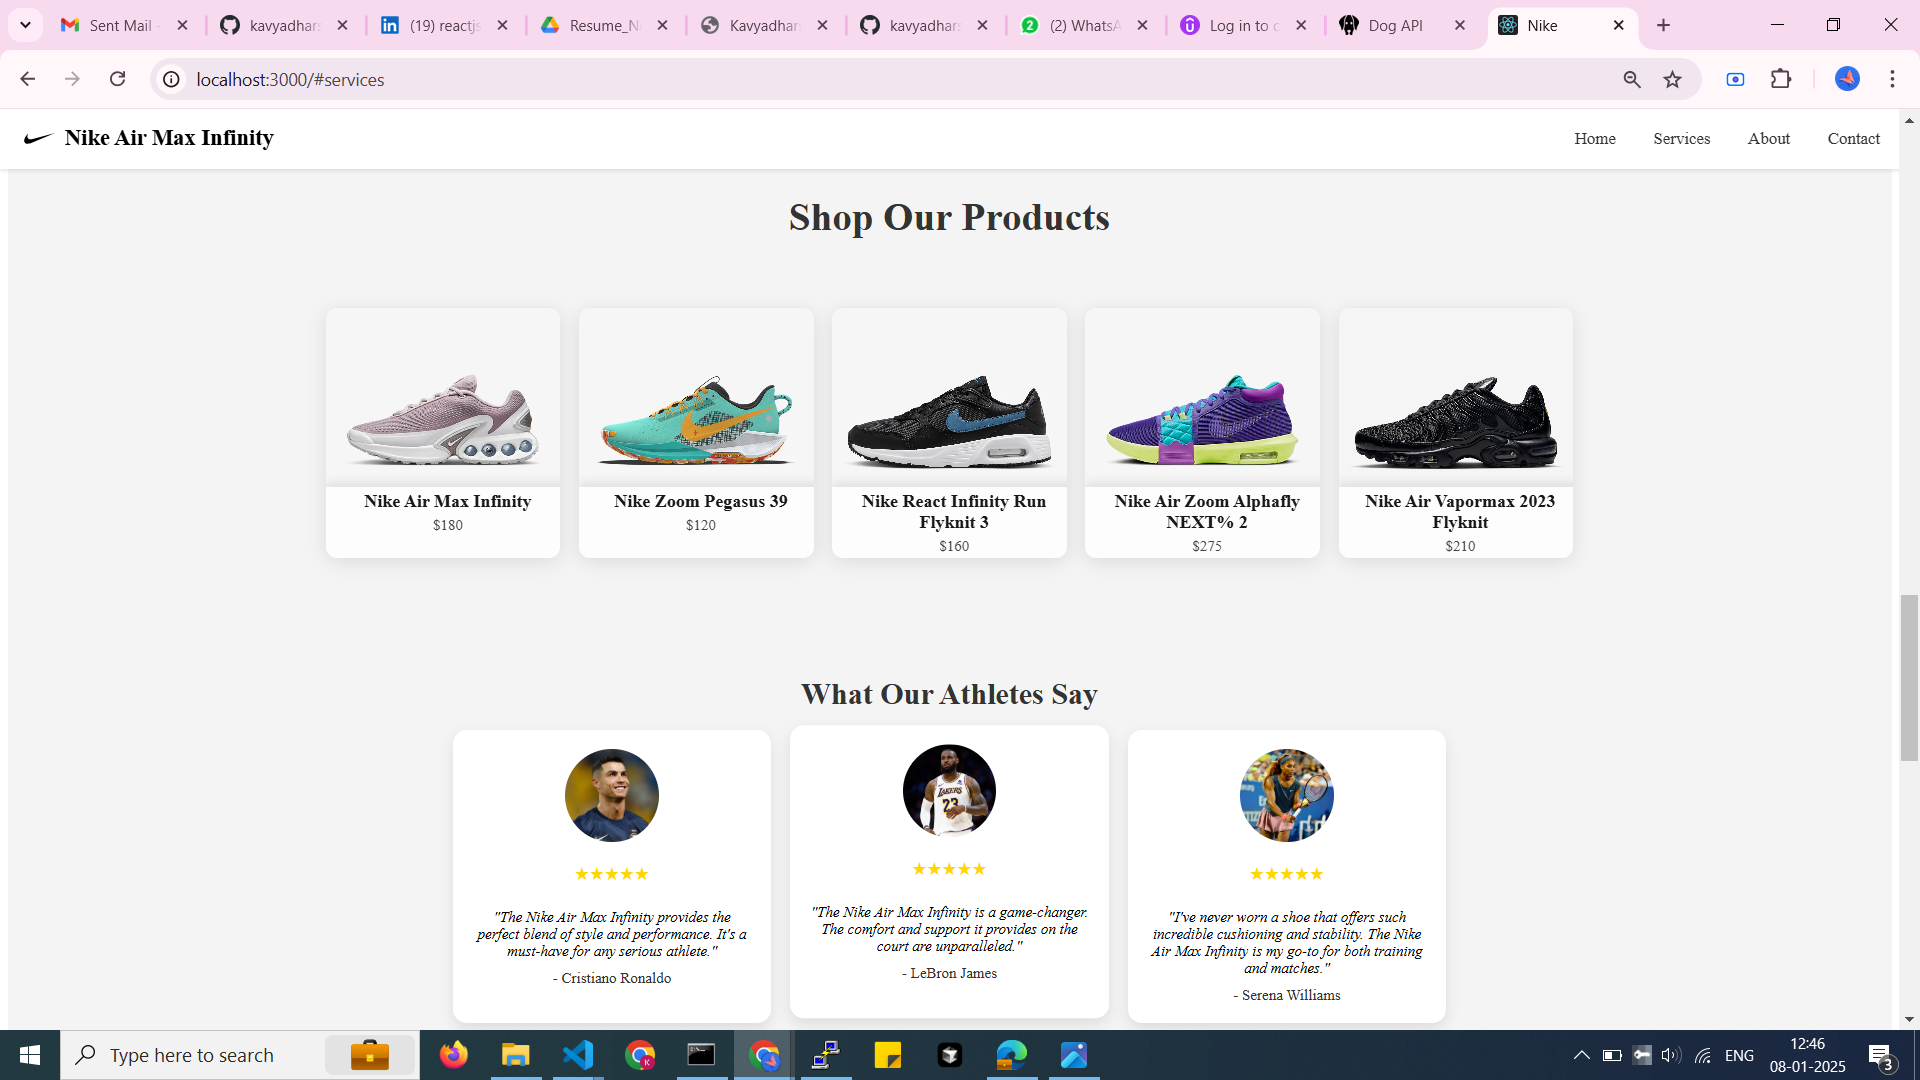 Sent Mail -
kavyadhars
(19) reactjs
Resume_N
Kavyadhars
kavyadhars
(2) WhatsA
Log in to c
Dog API
Nike
localhost:3000/#services
Nike Air Max Infinity
Home
Services
About
Contact
Shop Our Products
Nike Air Max Infinity
$180
Nike Zoom Pegasus 39
$120
Nike React Infinity Run
Flyknit 3
$160
Nike Air Zoom Alphafly
NEXT% 2
$275
Nike Air Vapormax 2023
Flyknit
$210
What Our Athletes Say
★★★★★
"The Nike Air Max Infinity provides the
perfect blend of style and performance. It's a
must-have for any serious athlete."
- Cristiano Ronaldo
LAKERS
23
★★★★★
"The Nike Air Max Infinity is a game-changer.
The comfort and support it provides on the
court are unparalleled."
- LeBron James
★★★★★
"I've never worn a shoe that offers such
incredible cushioning and stability. The Nike
Air Max Infinity is my go-to for both training
and matches."
- Serena Williams
Type here to search
ENG
12:46
08-01-2025
3